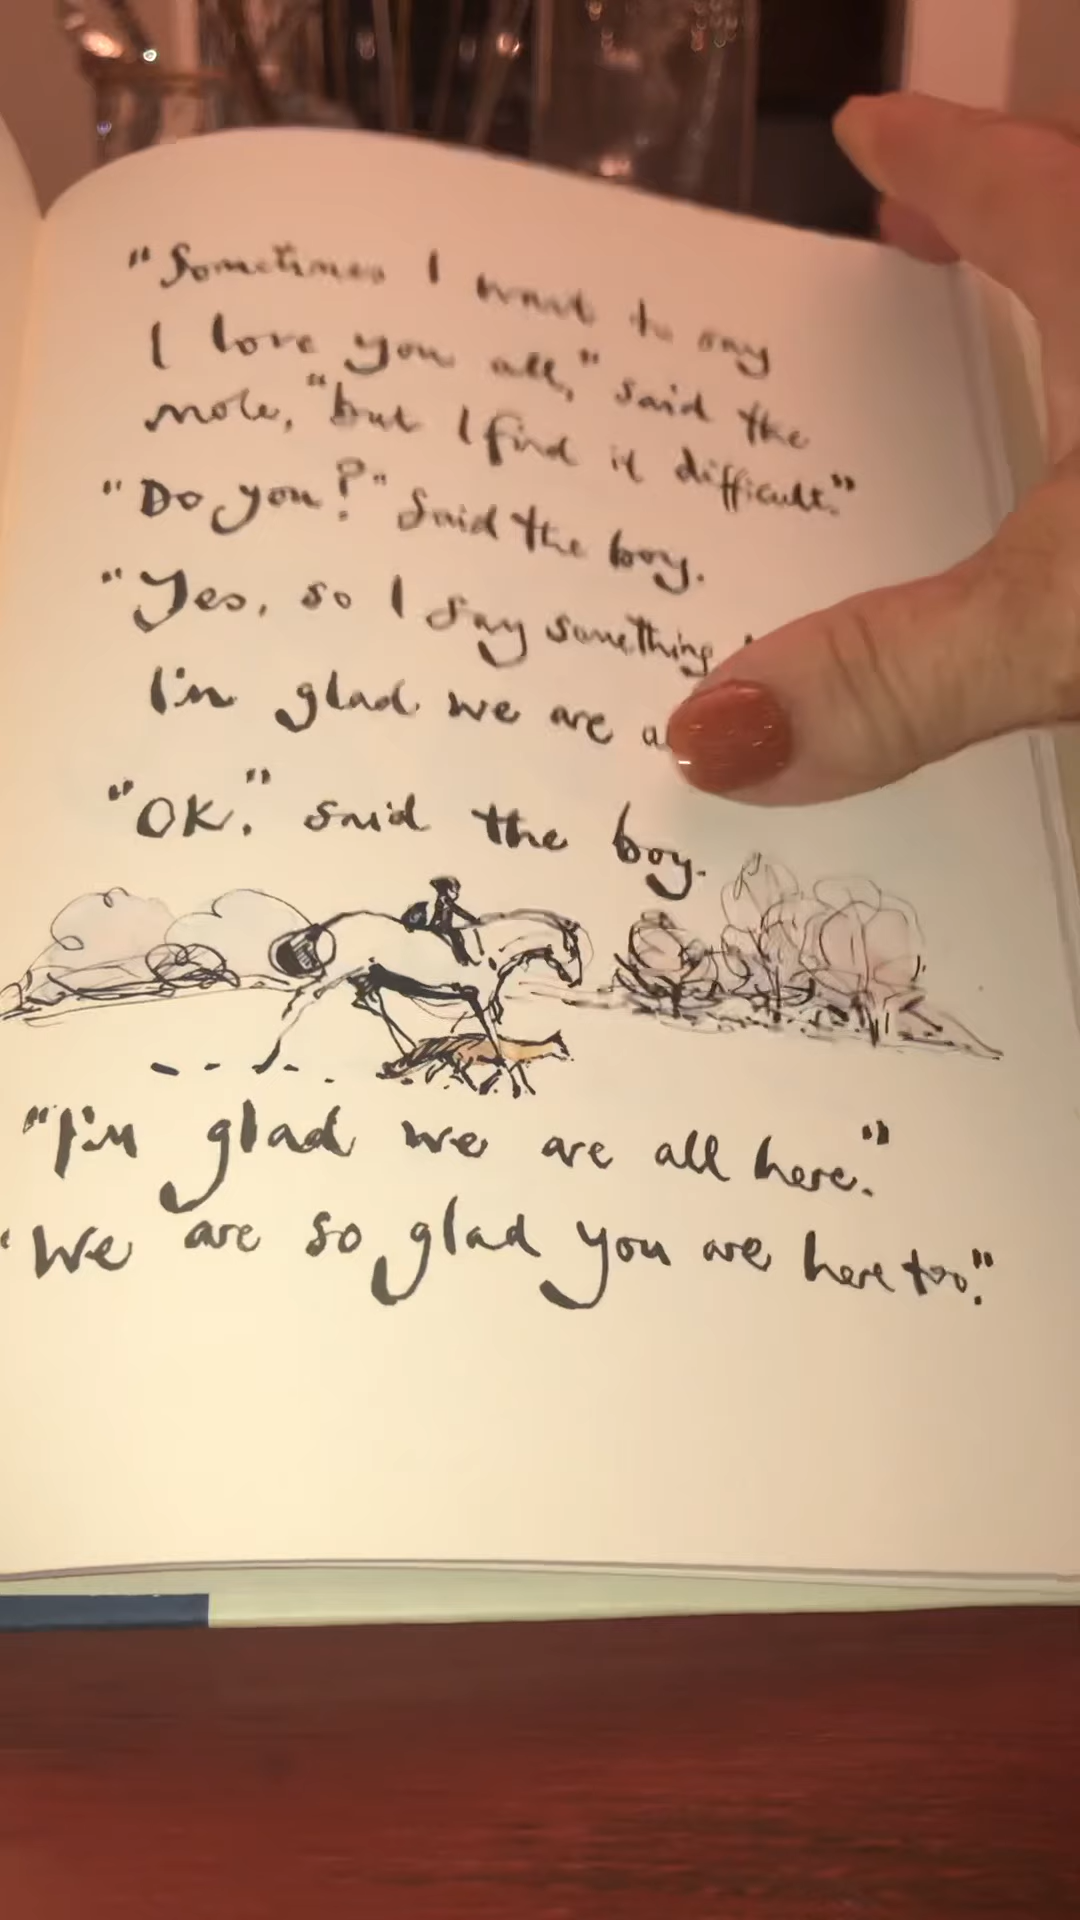 "Sometimes I want to say
I love you all," said the
mole, "but I find it difficult."
"Do you?" said the boy.
"Yes, so I say something
I'm glad we are
"OK," said the boy.
"I'm glad we are all here."
"We are so glad you are here too."